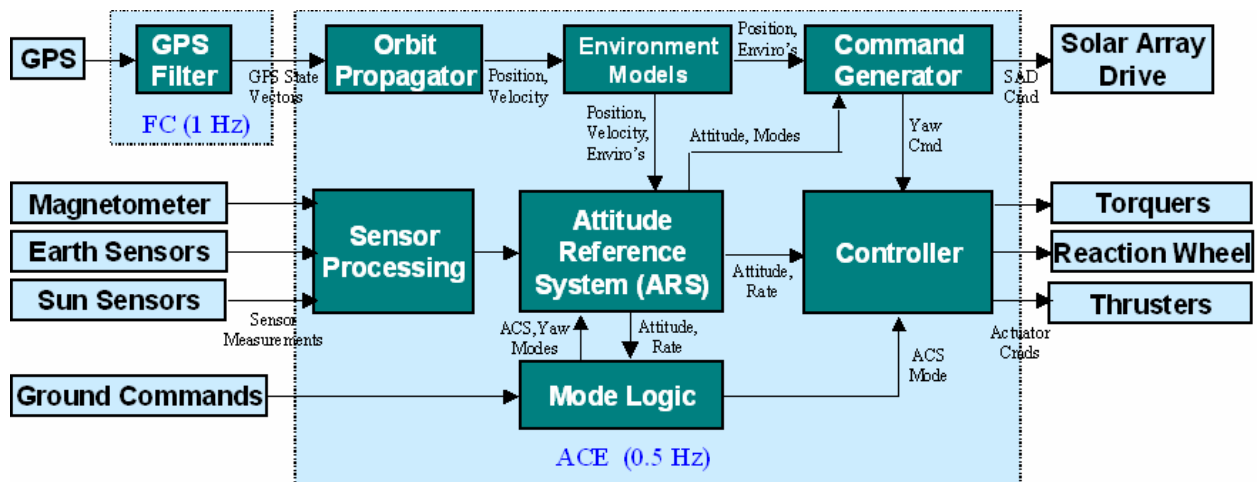 GPS
GPS
Filter
GPS State
Vectors
FC (1 Hz)
Orbit
Propagator
Position,
Velocity
Environment
Models
Position,
Enviro's
Command
Generator
SAD
Cmd
Solar Array
Drive
Position,
Velocity,
Enviro's
Attitude, Modes
Yaw
Cmd
Magnetometer
Earth Sensors
Sun Sensors
Sensor
Measurements
Sensor
Processing
Attitude
Reference
System (ARS)
Attitude,
Rate
Controller
Torquers
Reaction Wheel
Thrusters
Actuator
Cmds
ACS,Yaw
Modes
Attitude,
Rate
ACS
Mode
Ground Commands
Mode Logic
ACE (0.5 Hz)